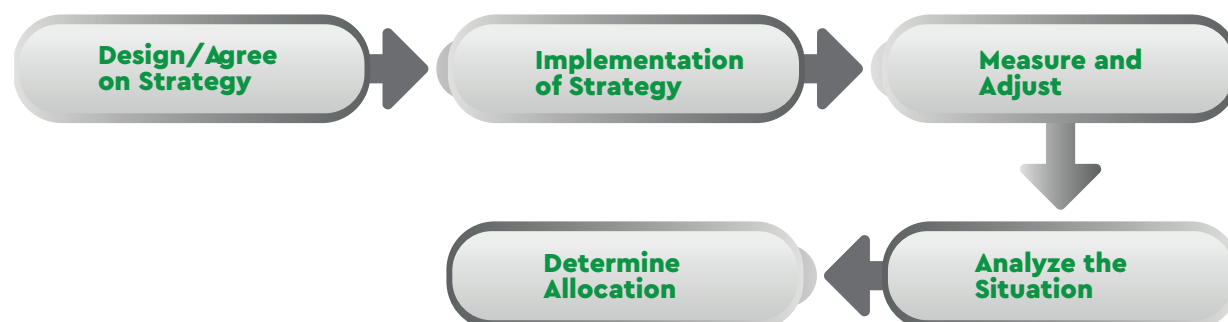 Design/Agree
on Strategy
Implementation
of Strategy
Measure and
Adjust
Determine
Allocation
Analyze the
Situation